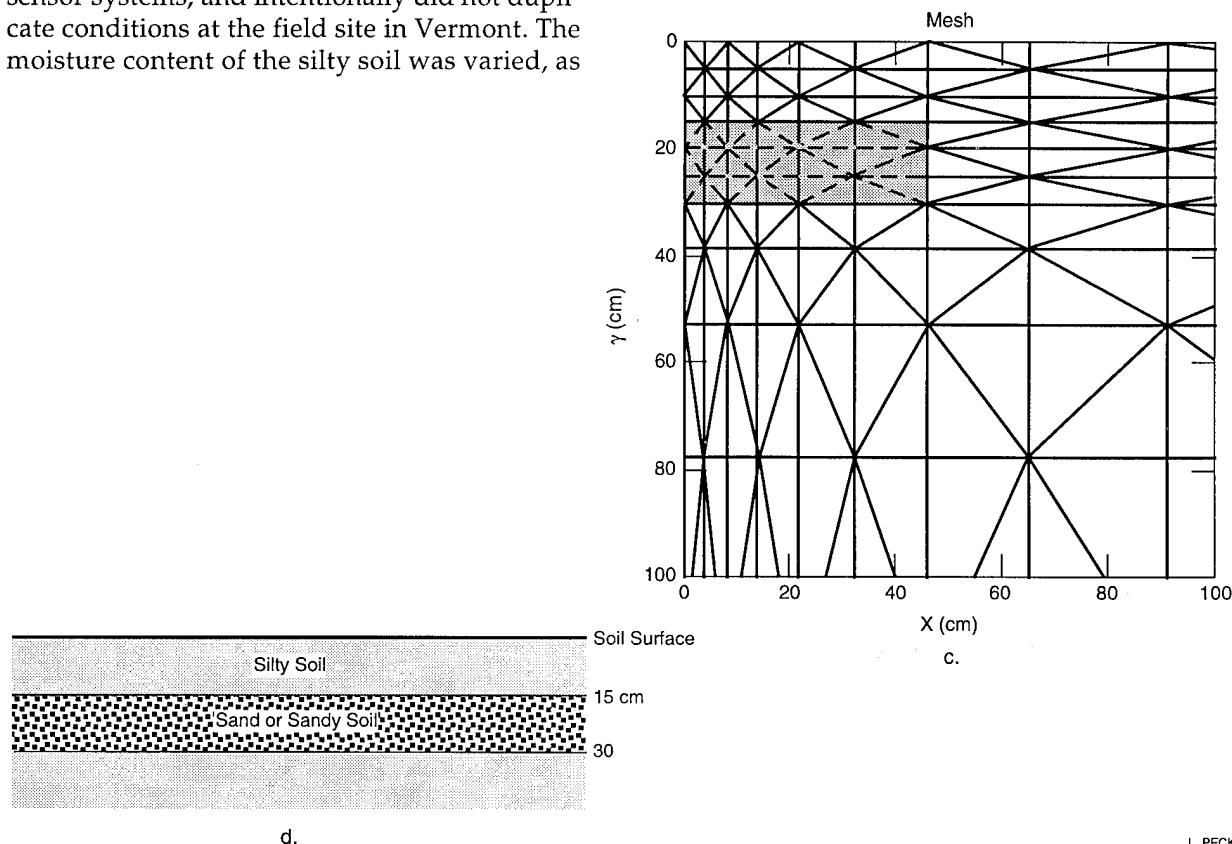 sensor systems, and intentionally did not dupli-
cate conditions at the field site in Vermont. The
moisture content of the silty soil was varied, as
Mesh
0
20
40
60
80
100
γ (cm)
0
20
40
60
80
100
X (cm)
c.
Soil Surface
Silty Soil
15 cm
Sand or Sandy Soil
30
d.
L. PECK